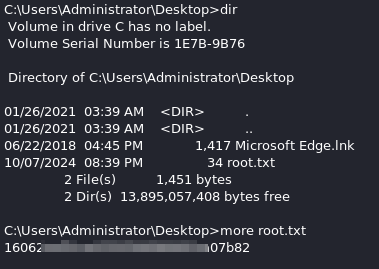 C:\Users\Administrator\Desktop>dir
Volume in drive C has no label.
Volume Serial Number is 1E7B-9B76
Directory of C:\Users\Administrator\Desktop
01/26/2021 03:39 AM <DIR> .
01/26/2021 03:39 AM <DIR> ..
06/22/2018 04:45 PM 1,417 Microsoft Edge.lnk
10/07/2024 08:39 PM 34 root.txt
2 File(s) 1,451 bytes
2 Dir(s) 13,895,057,408 bytes free
C:\Users\Administrator\Desktop>more root.txt